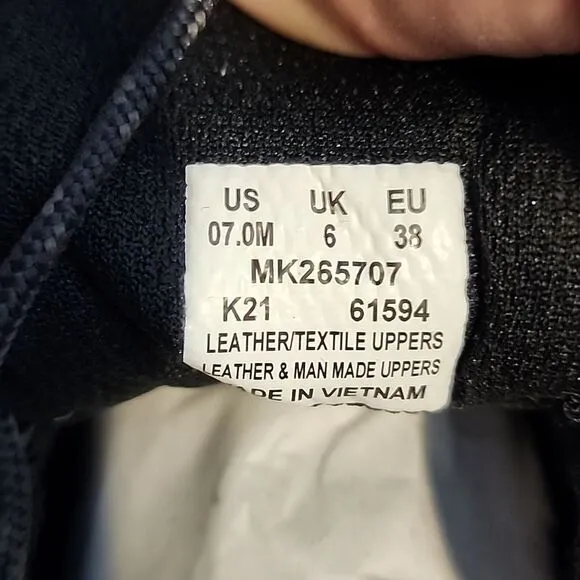 US UK EU
07.0M 6 38
MK265707
K21 61594
LEATHER/TEXTILE UPPERS
LEATHER & MAN MADE UPPERS
IN VIETNAM